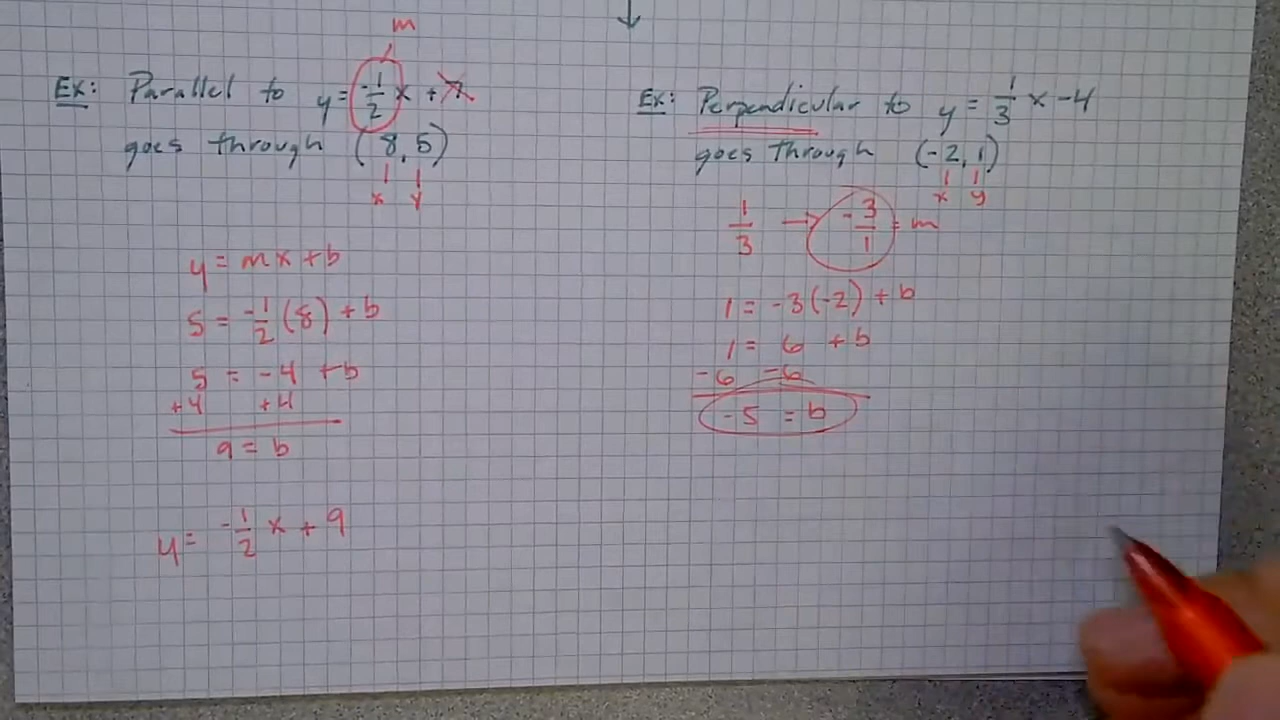 m
Ex: Parallel to y = -1/2 x + 7
goes through (8, 5)
x y
y = mx + b
5 = -1/2 (8) + b
5 = -4 + b
+4 +4
9 = b
y = -1/2 x + 9
Ex: Perpendicular to y = 1/3 x - 4
goes through (-2, 1)
x y
1/3 → -3/1 = m
1 = -3(-2) + b
1 = 6 + b
-6 -6
-5 = b